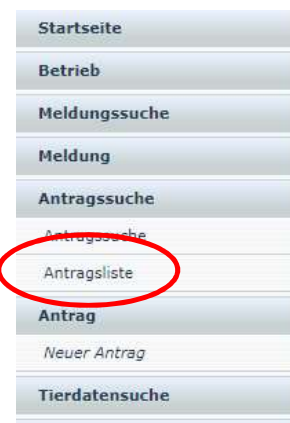 Startseite
Betrieb
Meldungssuche
Meldung
Antragssuche
Antragssuche
Antragsliste
Antrag
Neuer Antrag
Tierdatensuche